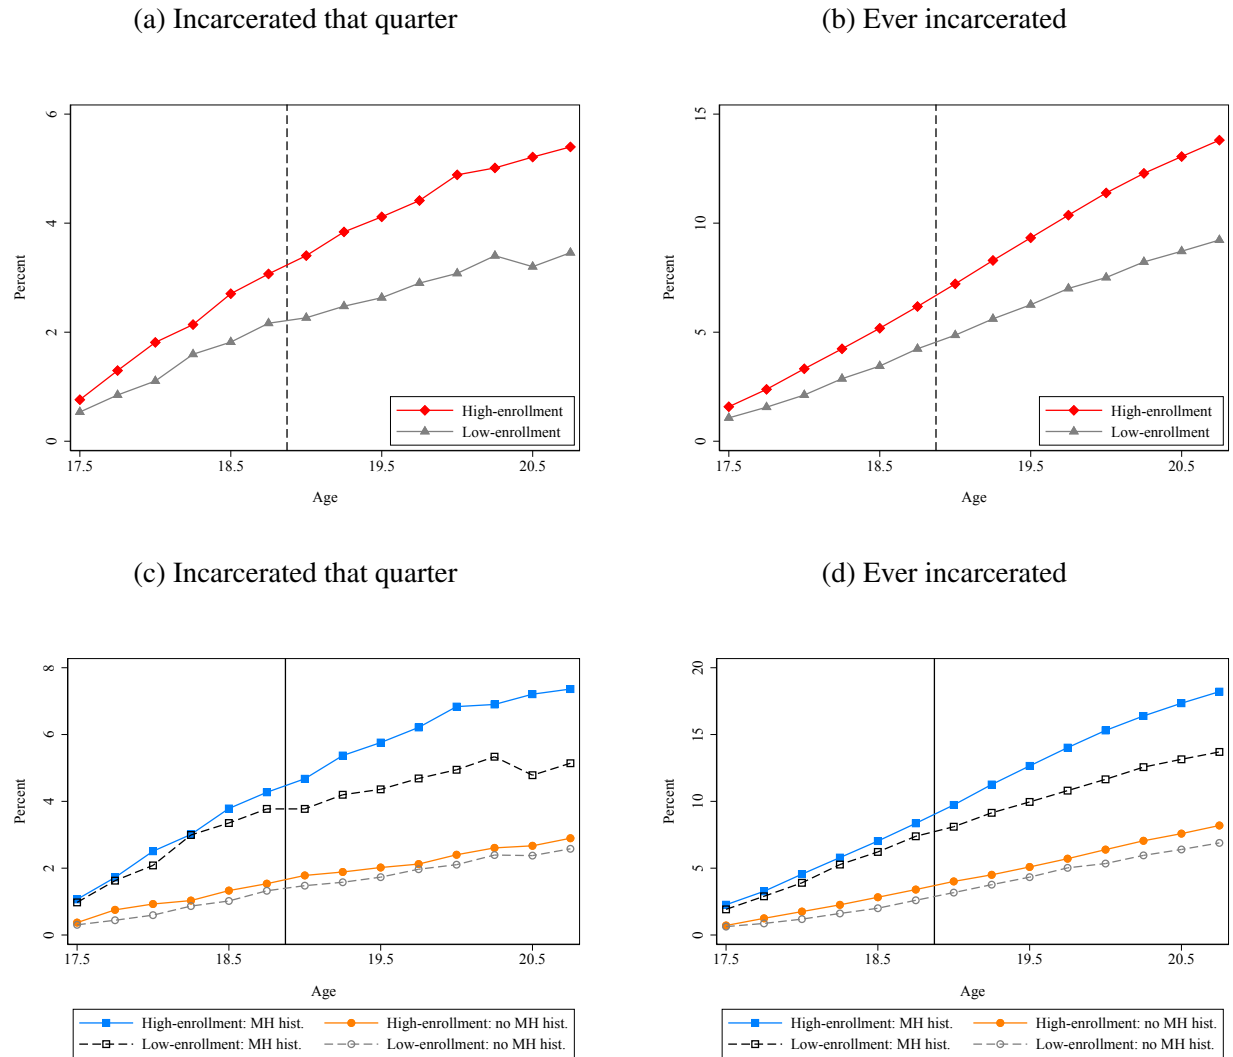 (a) Incarcerated that quarter
(b) Ever incarcerated
6
4
2
0
Percent
17.5
18.5
19.5
20.5
Age
High-enrollment
Low-enrollment
15
10
5
0
Percent
17.5
18.5
19.5
20.5
Age
High-enrollment
Low-enrollment
(c) Incarcerated that quarter
(d) Ever incarcerated
8
6
4
2
0
Percent
17.5
18.5
19.5
20.5
Age
High-enrollment: MH hist.
High-enrollment: no MH hist.
Low-enrollment: MH hist.
Low-enrollment: no MH hist.
20
15
10
5
0
Percent
17.5
18.5
19.5
20.5
Age
High-enrollment: MH hist.
High-enrollment: no MH hist.
Low-enrollment: MH hist.
Low-enrollment: no MH hist.